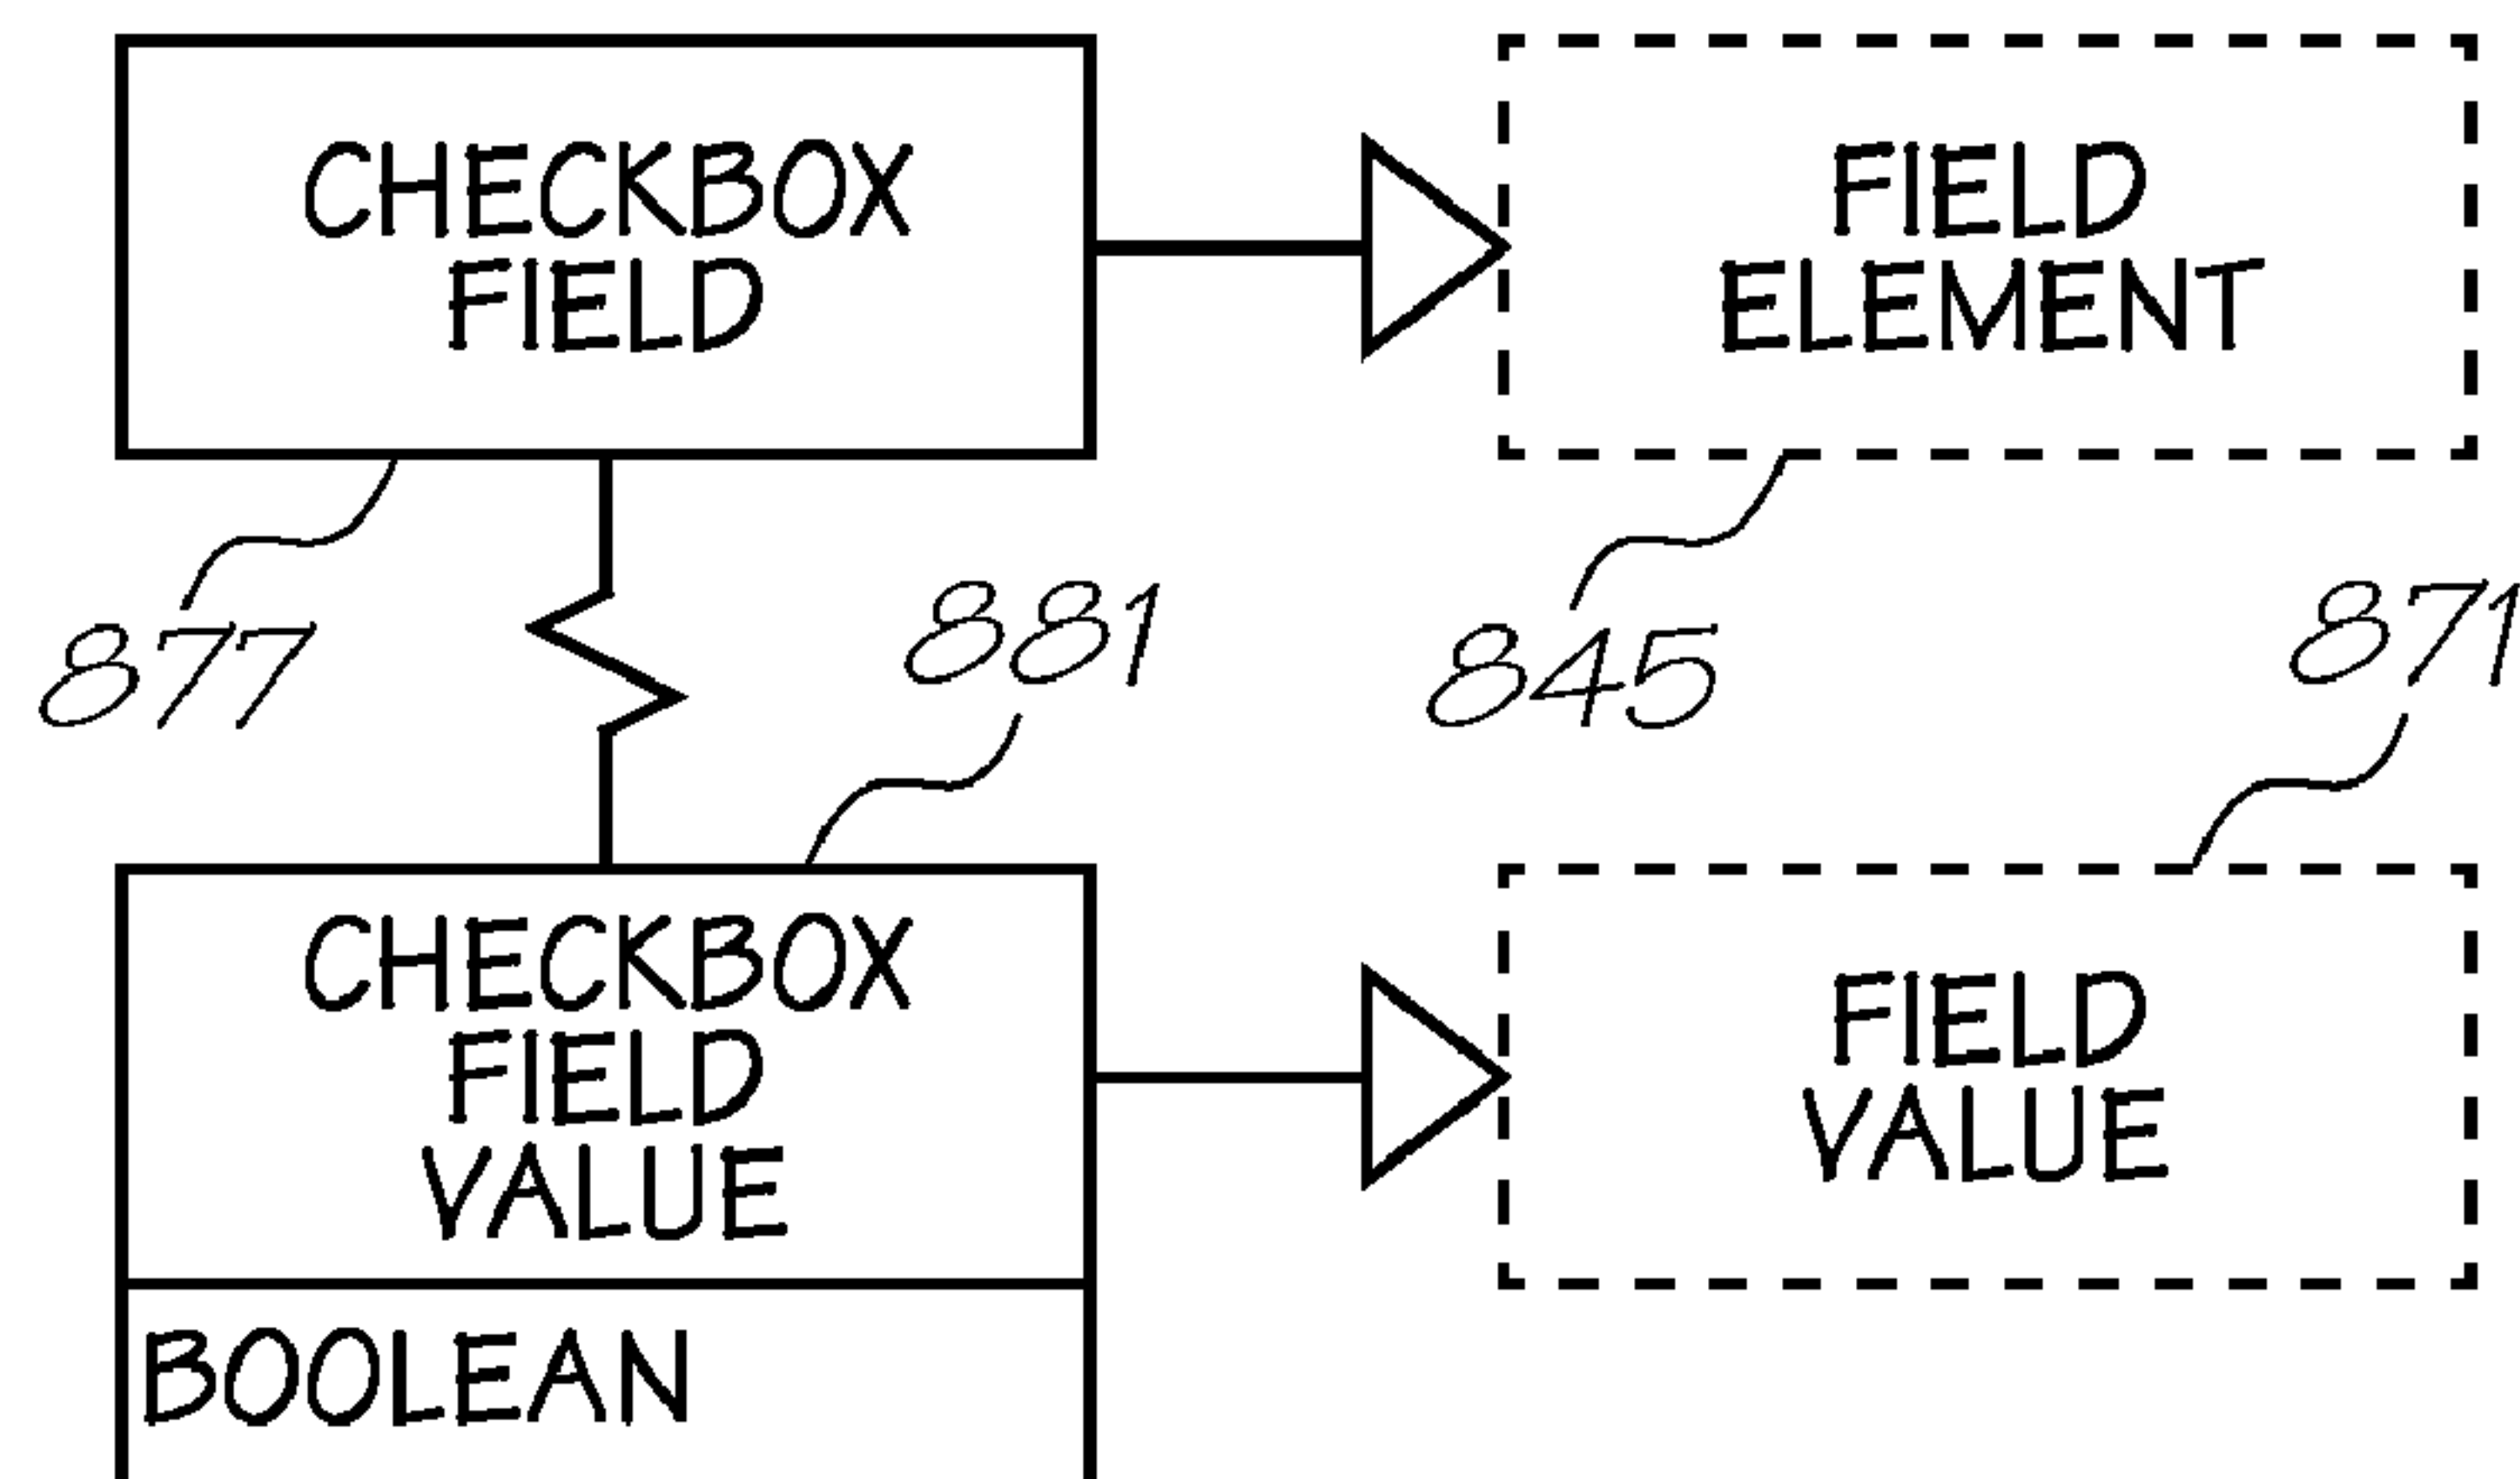 CHECKBOX
FIELD
FIELD
ELEMENT
877
881
845
871
CHECKBOX
FIELD
VALUE
FIELD
VALUE
BOOLEAN